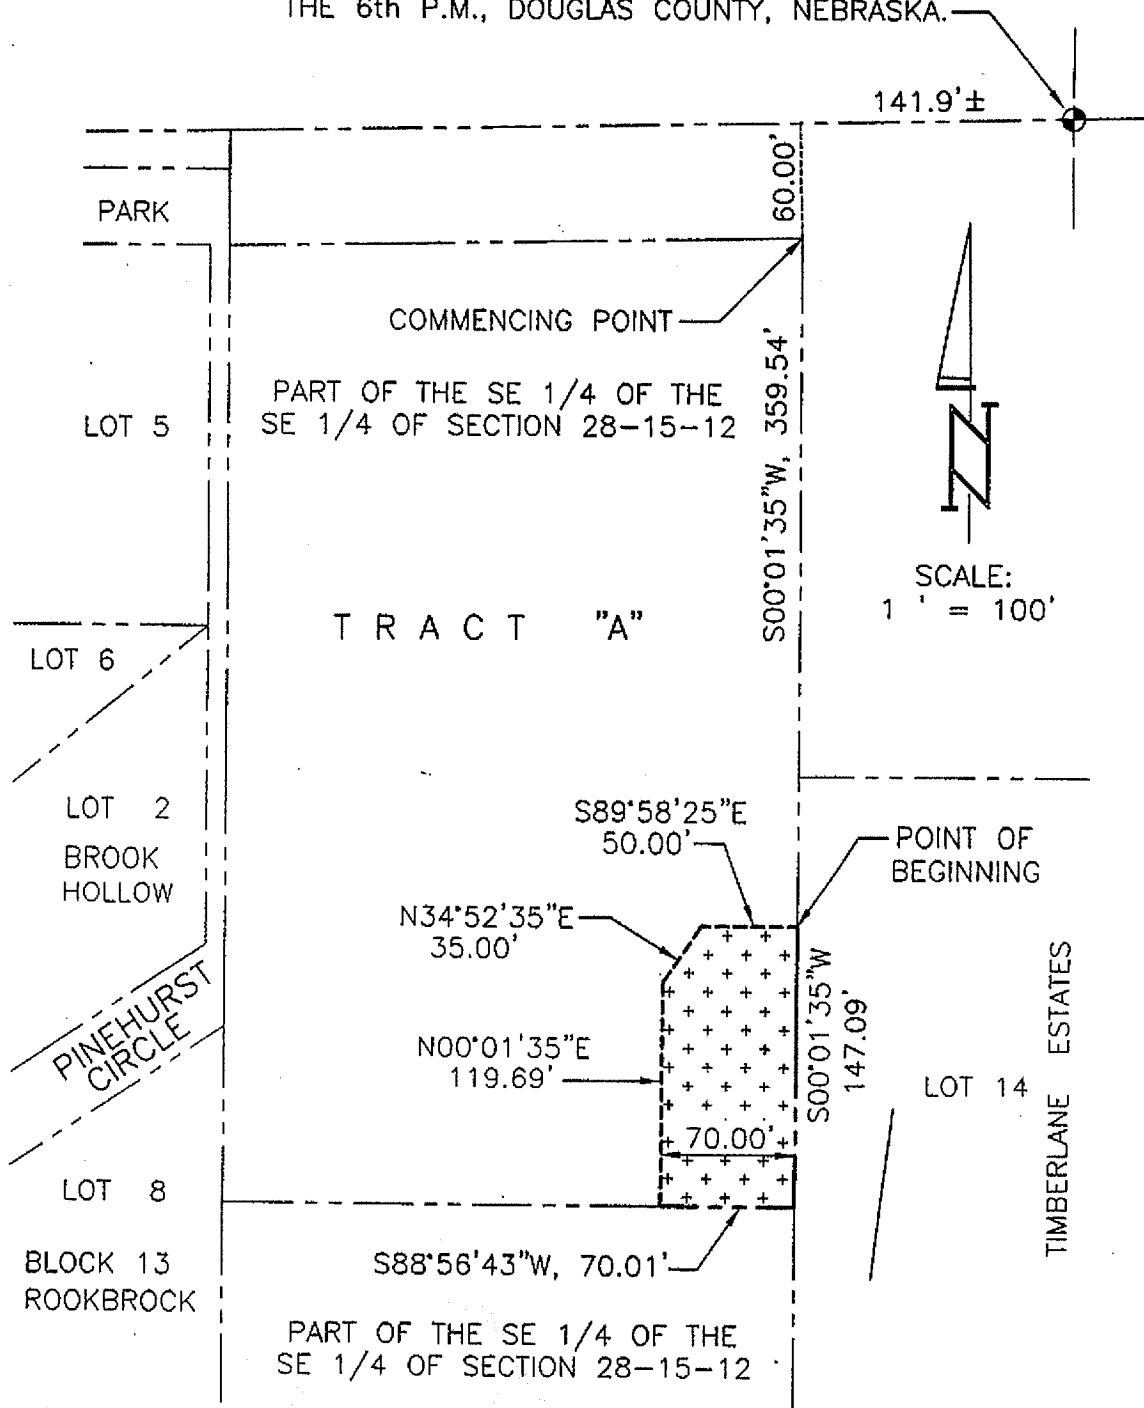 THE 6th P.M., DOUGLAS COUNTY, NEBRASKA.
141.9'±
60.00'
PARK
COMMENCING POINT
PART OF THE SE 1/4 OF THE
SE 1/4 OF SECTION 28-15-12
LOT 5
S00°01'35"W, 359.54'
N
SCALE:
1 ' = 100'
T R A C T "A"
LOT 6
LOT 2
BROOK
HOLLOW
S89°58'25"E
50.00'
POINT OF
BEGINNING
N34°52'35"E
35.00'
S00°01'35"W
147.09'
TIMBERLANE ESTATES
PINEHURST
CIRCLE
N00°01'35"E
119.69'
LOT 14
70.00'
LOT 8
S88°56'43"W, 70.01'
BLOCK 13
ROOKBROCK
PART OF THE SE 1/4 OF THE
SE 1/4 OF SECTION 28-15-12